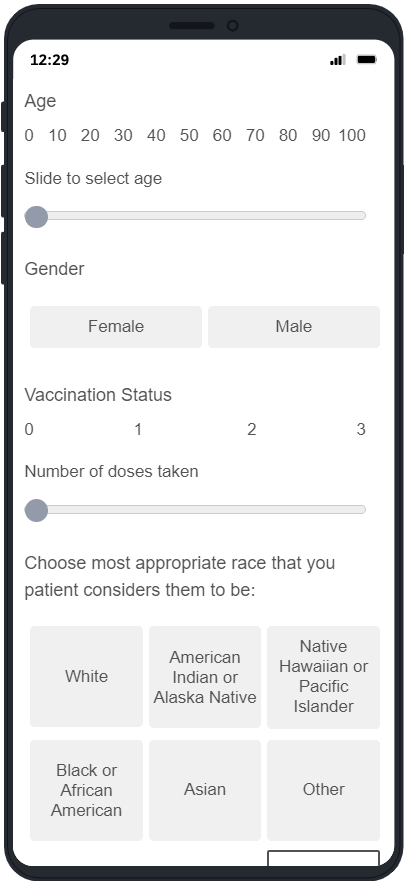 12:29
Age
0 10 20 30 40 50 60 70 80 90 100
Slide to select age
Gender
Female Male
Vaccination Status
0 1 2 3
Number of doses taken
Choose most appropriate race that you
patient considers them to be:
White
American
Indian or
Alaska Native
Native
Hawaiian or
Pacific
Islander
Black or
African
American
Asian
Other